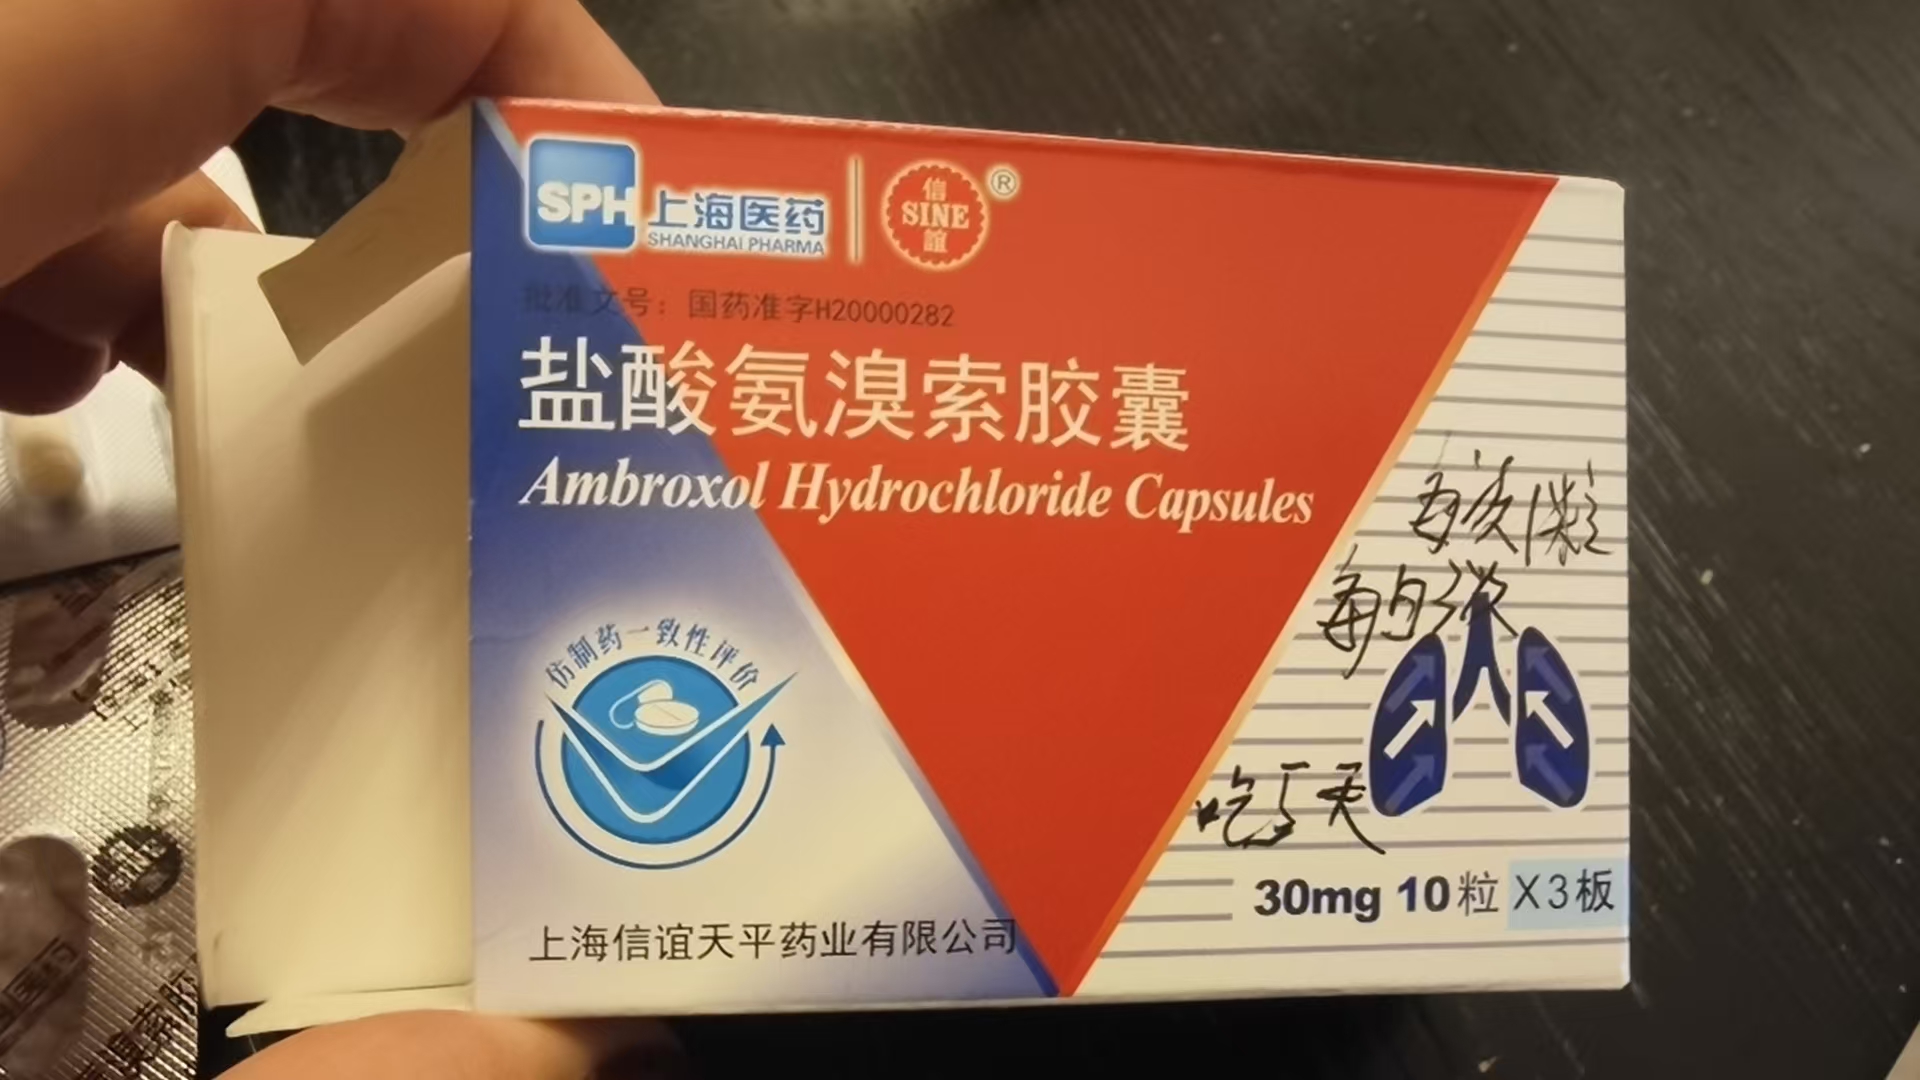 SPH 上海医药
SHANGHAI PHARMA
信
SINE
誼
®
批准文号：国药准字H20000282
盐酸氨溴索胶囊
Ambroxol Hydrochloride Capsules
每次1粒
每日3次
仿制药一致性评价
吃5天
30mg 10粒 X3板
上海信谊天平药业有限公司